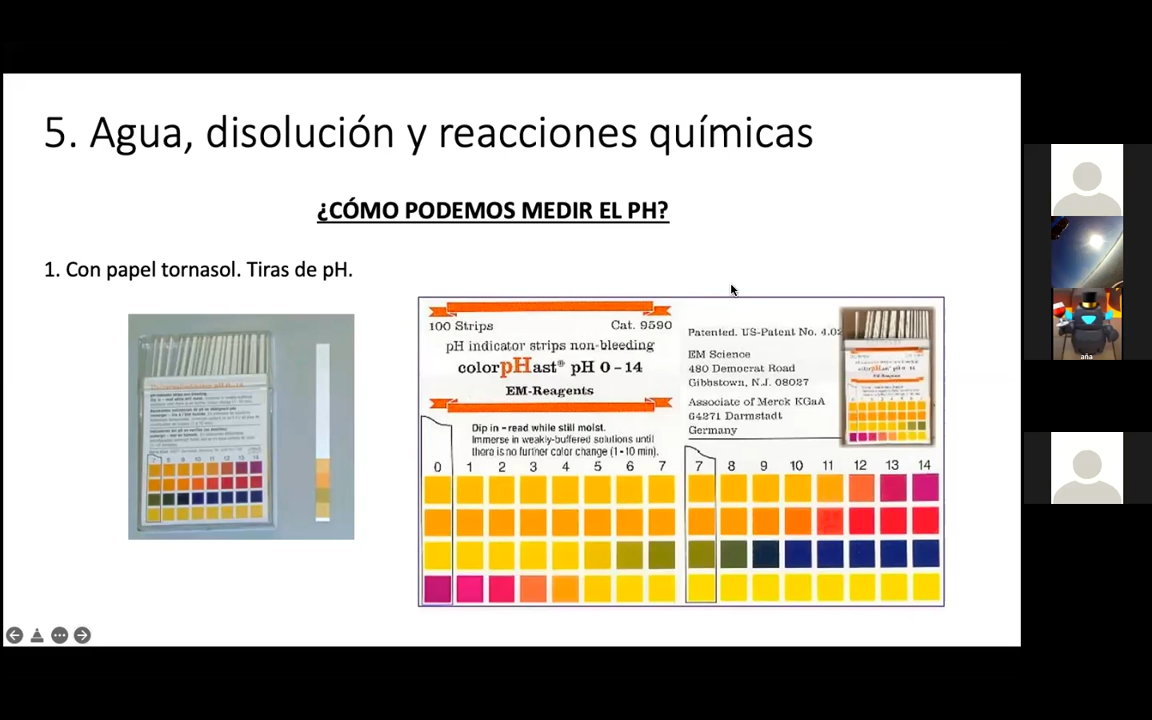 5. Agua, disolución y reacciones químicas
¿CÓMO PODEMOS MEDIR EL PH?
1. Con papel tornasol. Tiras de pH.
100 Strips Cat. 9590
pH indicator strips non-bleeding
colorpHast® pH 0 – 14
EM-Reagents
Dip in - read while still moist.
Immerse in weakly-buffered solutions until
there is no further color change (1 - 10 min).
0 1 2 3 4 5 6 7
Patented. US-Patent No. 4.0
EM Science
480 Democrat Road
Gibbstown, N.J. 08027
Associate of Merck KGaA
64271 Darmstadt
Germany
7 8 9 10 11 12 13 14
aña